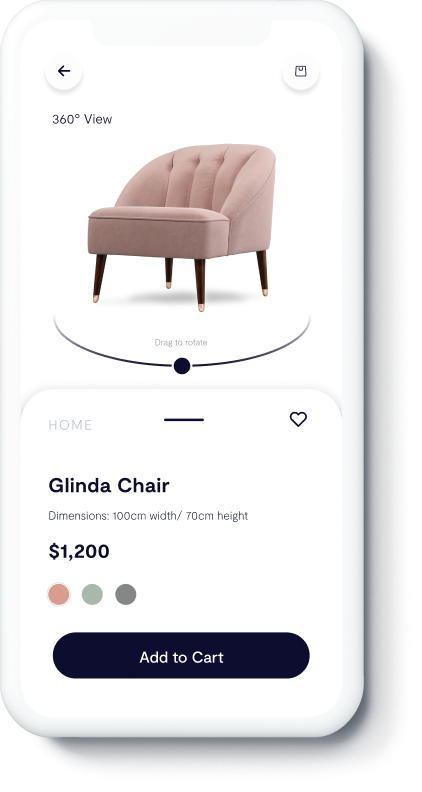 360° View
Drag to rotate
HOME
Glinda Chair
Dimensions: 100cm width/ 70cm height
$1,200
Add to Cart